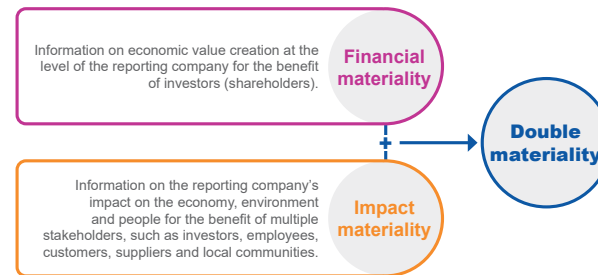 Information on economic value creation at the
level of the reporting company for the benefit
of investors (shareholders).
Financial
materiality
+
Double
materiality
Information on the reporting company's
impact on the economy, environment
and people for the benefit of multiple
stakeholders, such as investors, employees,
customers, suppliers and local communities.
Impact
materiality